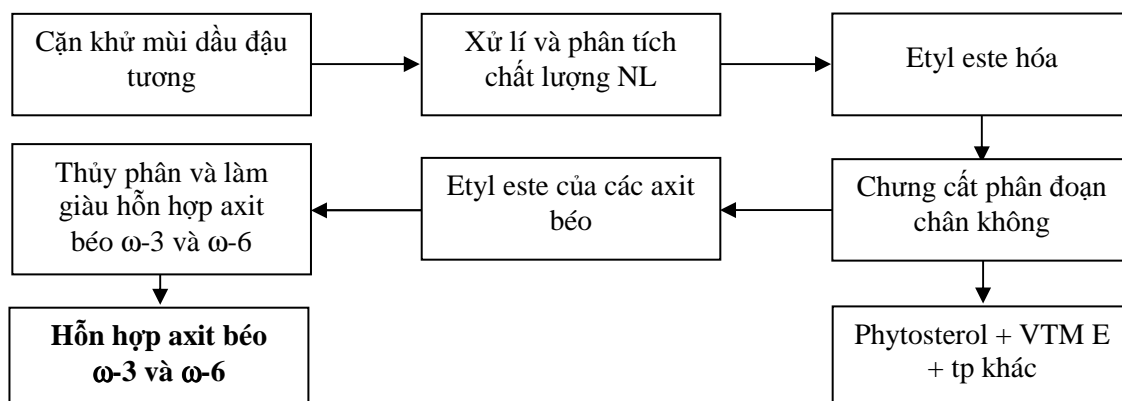 Cặn khử mùi dầu đậu
tương
Xử lí và phân tích
chất lượng NL
Etyl este hóa
Thủy phân và làm
giàu hỗn hợp axit
béo ω-3 và ω-6
Etyl este của các axit
béo
Chưng cất phân đoạn
chân không
Hỗn hợp axit béo
ω-3 và ω-6
Phytosterol + VTM E
+ tp khác